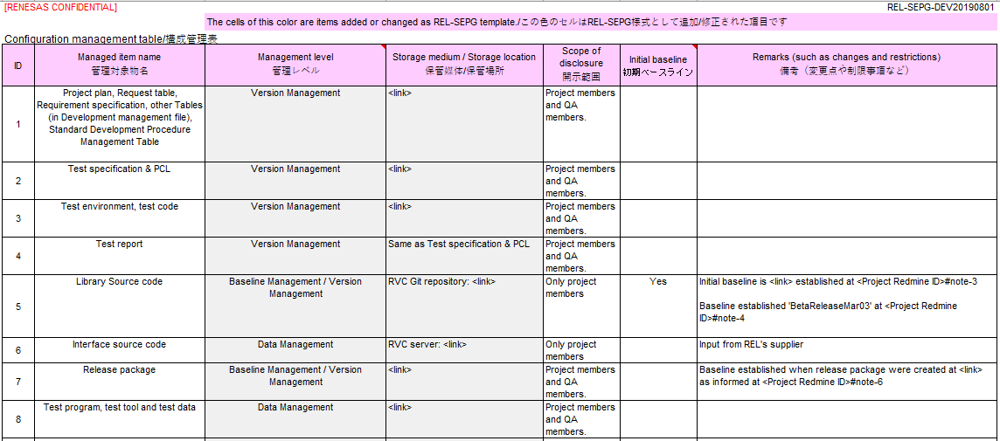 [RENESAS CONFIDENTIAL]
REL-SEPG-DEV20190801
The cells of this color are items added or changed as REL-SEPG template./この色のセルはREL-SEPG様式として追加/修正された項目です
Configuration management table/構成管理表
ID
Managed item name
管理対象物名
Management level
管理レベル
Storage medium / Storage location
保管媒体/保管場所
Scope of
disclosure
開示範囲
Initial baseline
初期ベースライン
Remarks (such as changes and restrictions)
備考（変更点や制限事項など）
1
Project plan, Request table,
Requirement specification, other Tables
(in Development management file),
Standard Development Procedure
Management Table
Version Management
<link>
Project members
and QA
members.
2
Test specification & PCL
Version Management
<link>
Project members
and QA
members.
3
Test environment, test code
Version Management
<link>
Project members
and QA
members.
4
Test report
Version Management
Same as Test specification & PCL
Project members
and QA
members.
5
Library Source code
Baseline Management / Version
Management
RVC Git repository: <link>
Only project
members
Yes
Initial baseline is <link> established at <Project Redmine ID>#note-3
Baseline established 'BetaReleaseMar03' at <Project Redmine
ID>#note-4
6
Interface source code
Data Management
RVC server: <link>
Only project
members
Input from REL's supplier
7
Release package
Baseline Management / Version
Management
<link>
Project members
and QA
members.
Baseline established when release package were created at <link>
as informed at <Project Redmine ID>#note-6
8
Test program, test tool and test data
Data Management
<link>
Project members
and QA
members.